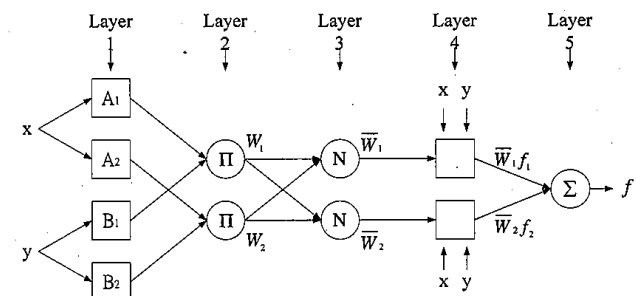 Layer 1
Layer 2
Layer 3
Layer 4
Layer 5
x y
A1
x
A2
B1
y
B2
Π
Π
W1
W2
N
N
W̅1
W̅2
W̅1f1
W̅2f2
Σ
f
x y